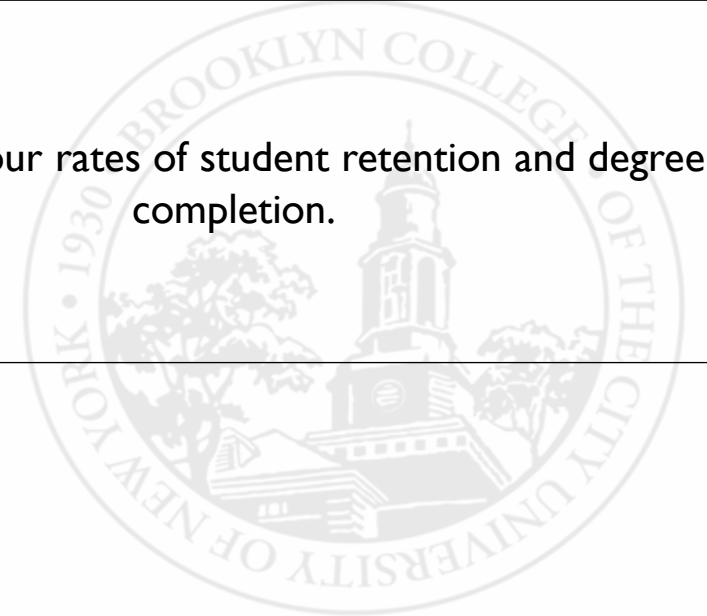 our rates of student retention and degree
completion.
BROOKLYN COLLEGE OF THE CITY UNIVERSITY OF NEW YORK • 1930